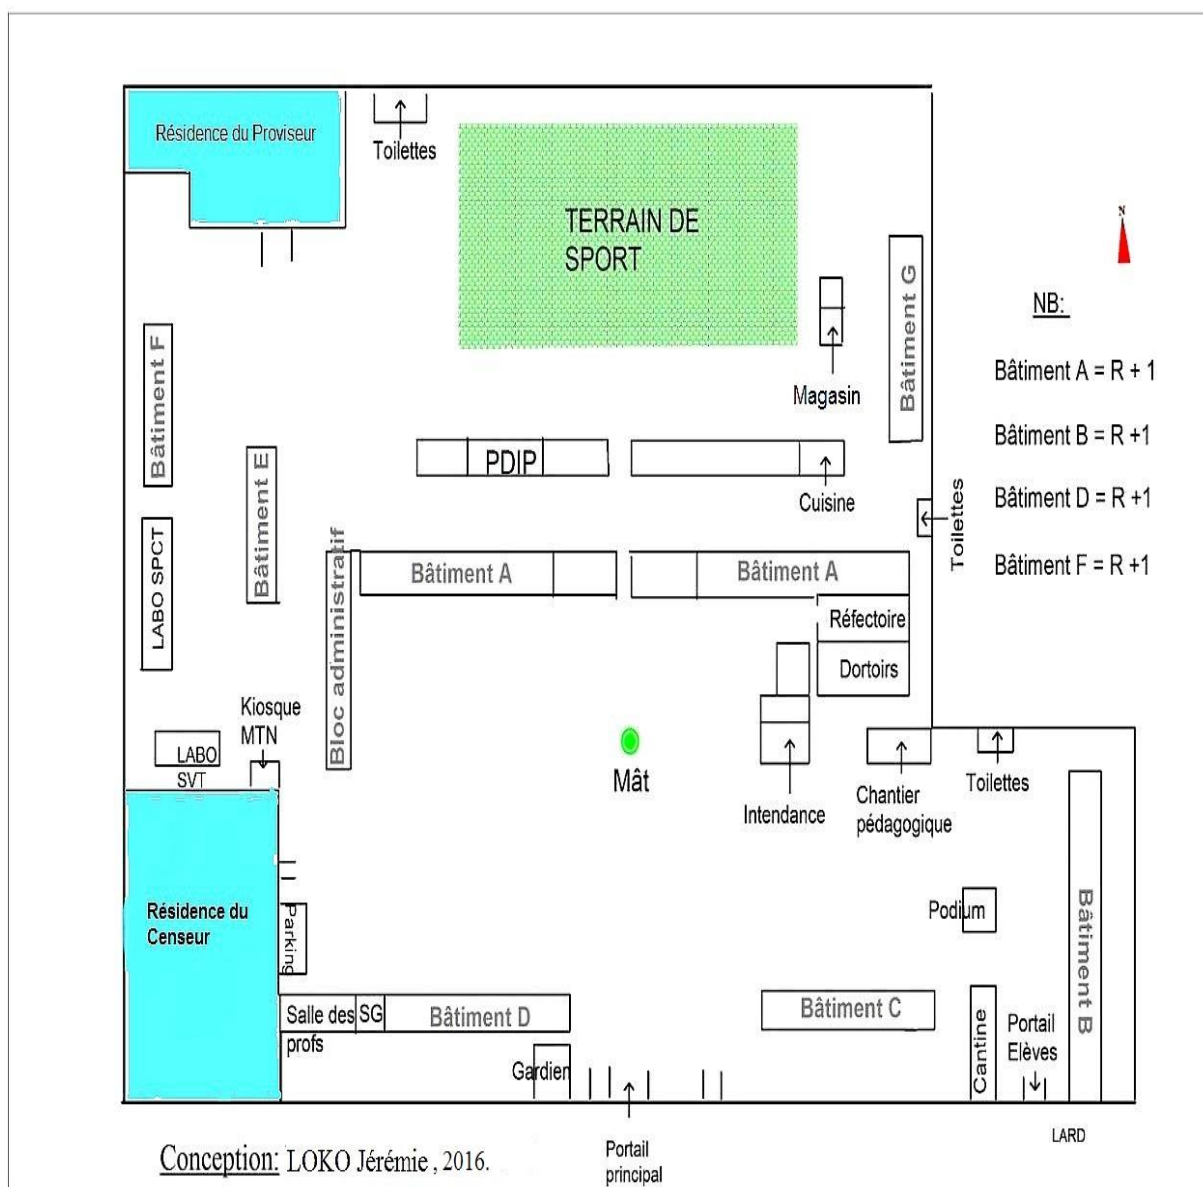 Résidence du Proviseur
Toilettes
TERRAIN DE
SPORT
N
NB:
Bâtiment A = R + 1
Bâtiment B = R +1
Bâtiment D = R +1
Bâtiment F = R +1
Bâtiment G
Magasin
Bâtiment F
Bâtiment E
PDIP
Cuisine
Toilettes
LABO SPCT
Bloc administratif
Bâtiment A
Bâtiment A
Réfectoire
Dortoirs
Kiosque
MTN
LABO
SVT
Mât
Intendance
Chantier
pédagogique
Toilettes
Résidence du
Censeur
Parking
Podium
Bâtiment B
Salle des
profs
SG
Bâtiment D
Bâtiment C
Cantine
Portail
Elèves
Gardien
LARD
Portail
principal
Conception: LOKO Jérémie , 2016.